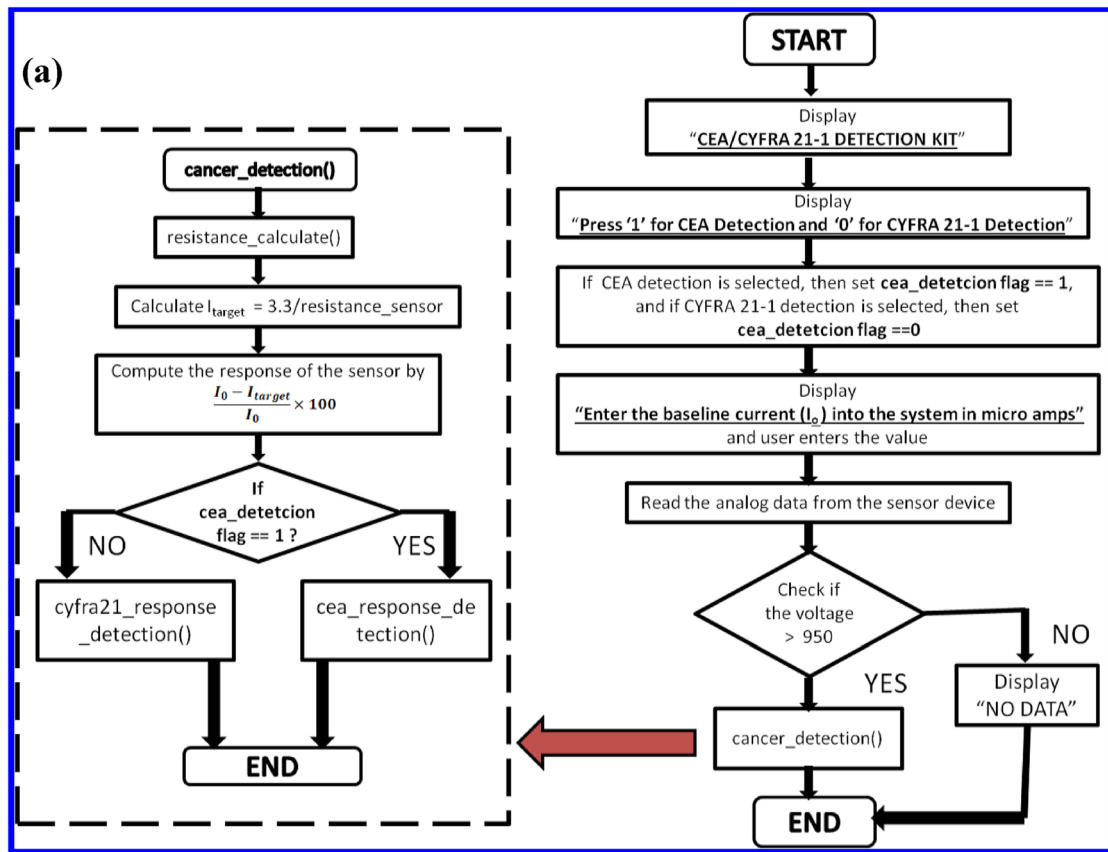 (a)
cancer_detection()
resistance_calculate()
Calculate Itarget = 3.3/resistance_sensor
Compute the response of the sensor by
I0 − Itarget
I0
× 100
If
cea_detetcion
flag == 1 ?
NO
YES
cyfra21_response
_detection()
cea_response_de
tection()
END
START
Display
“CEA/CYFRA 21-1 DETECTION KIT”
Display
“Press ‘1’ for CEA Detection and ‘0’ for CYFRA 21-1 Detection”
If CEA detection is selected, then set cea_detetcion flag == 1,
and if CYFRA 21-1 detection is selected, then set
cea_detetcion flag ==0
Display
“Enter the baseline current (Io) into the system in micro amps”
and user enters the value
Read the analog data from the sensor device
Check if
the voltage
> 950
NO
YES
Display
“NO DATA”
cancer_detection()
END